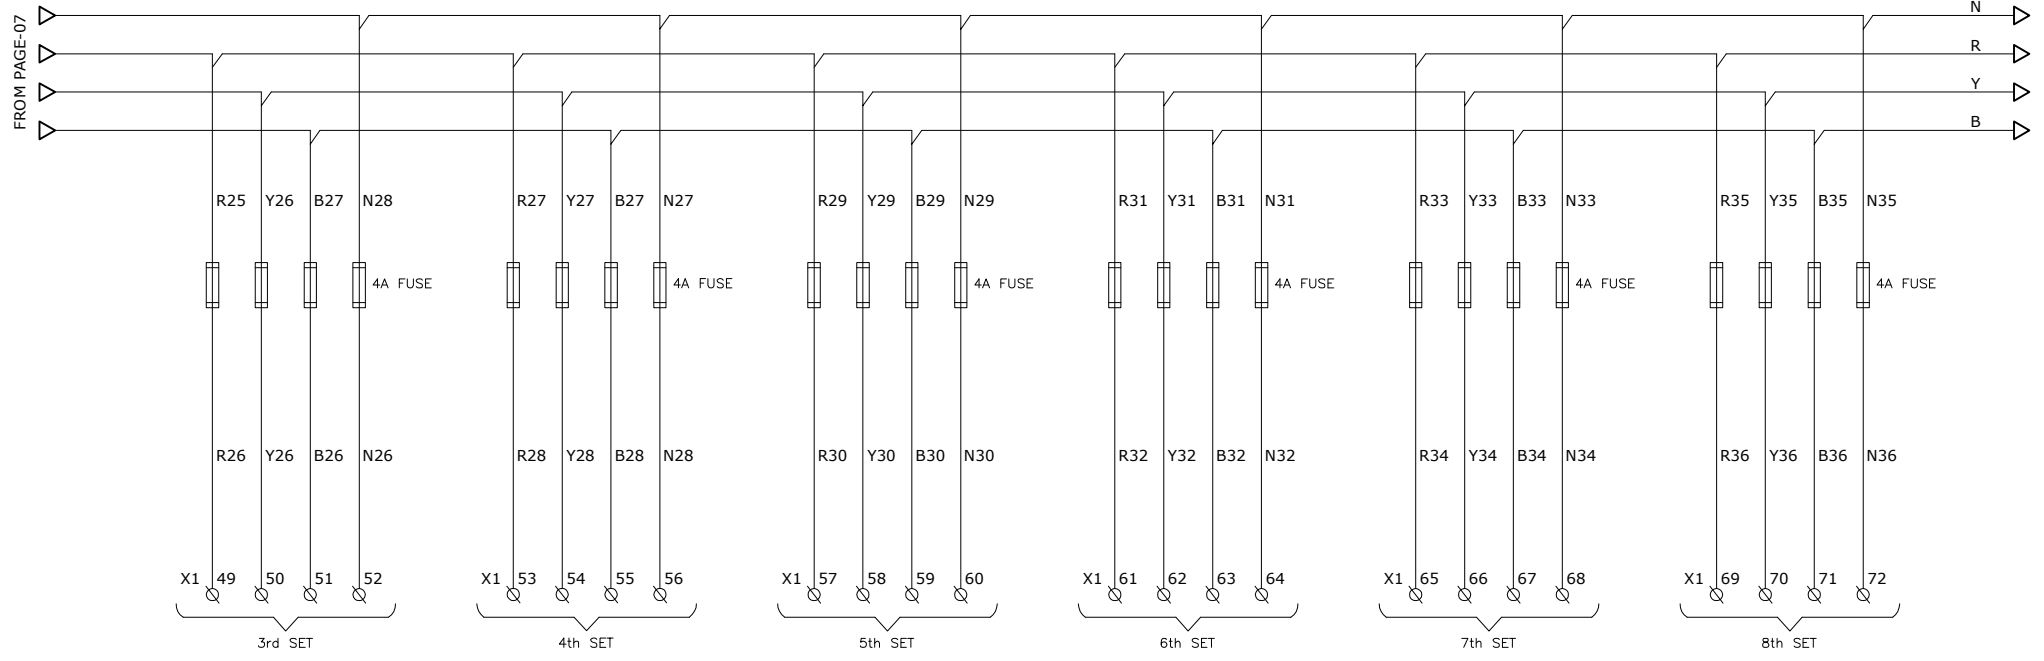 FROM PAGE-07
N
R
Y
B
R25 Y26 B27 N28 R27 Y27 B27 N27 R29 Y29 B29 N29 R31 Y31 B31 N31 R33 Y33 B33 N33 R35 Y35 B35 N35
4A FUSE 4A FUSE 4A FUSE 4A FUSE 4A FUSE 4A FUSE
R26 Y26 B26 N26 R28 Y28 B28 N28 R30 Y30 B30 N30 R32 Y32 B32 N32 R34 Y34 B34 N34 R36 Y36 B36 N36
X1 49 50 51 52 X1 53 54 55 56 X1 57 58 59 60 X1 61 62 63 64 X1 65 66 67 68 X1 69 70 71 72
3rd SET 4th SET 5th SET 6th SET 7th SET 8th SET